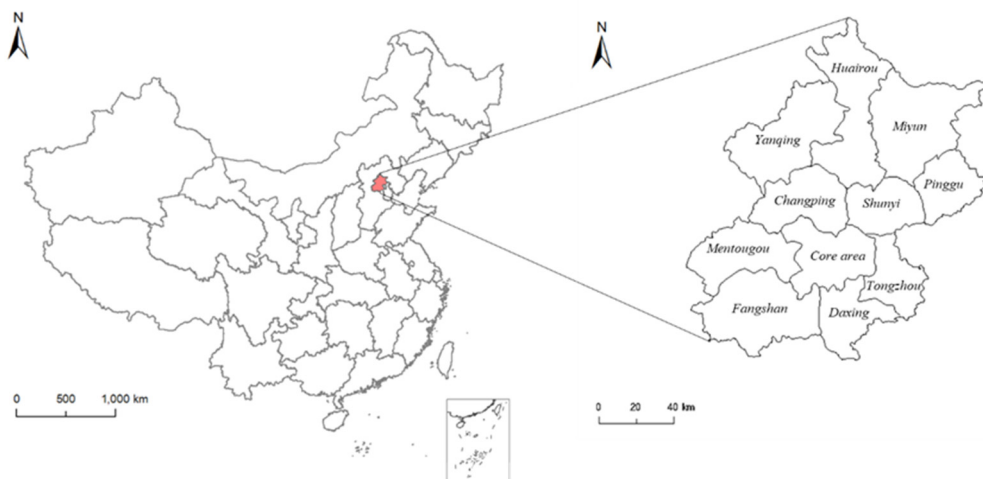 N
N
Huairou
Miyun
Yanqing
Pinggu
Changping
Shunyi
Mentougou
Core area
Tongzhou
Fangshan
Daxing
0 500 1,000 km
0 20 40 km